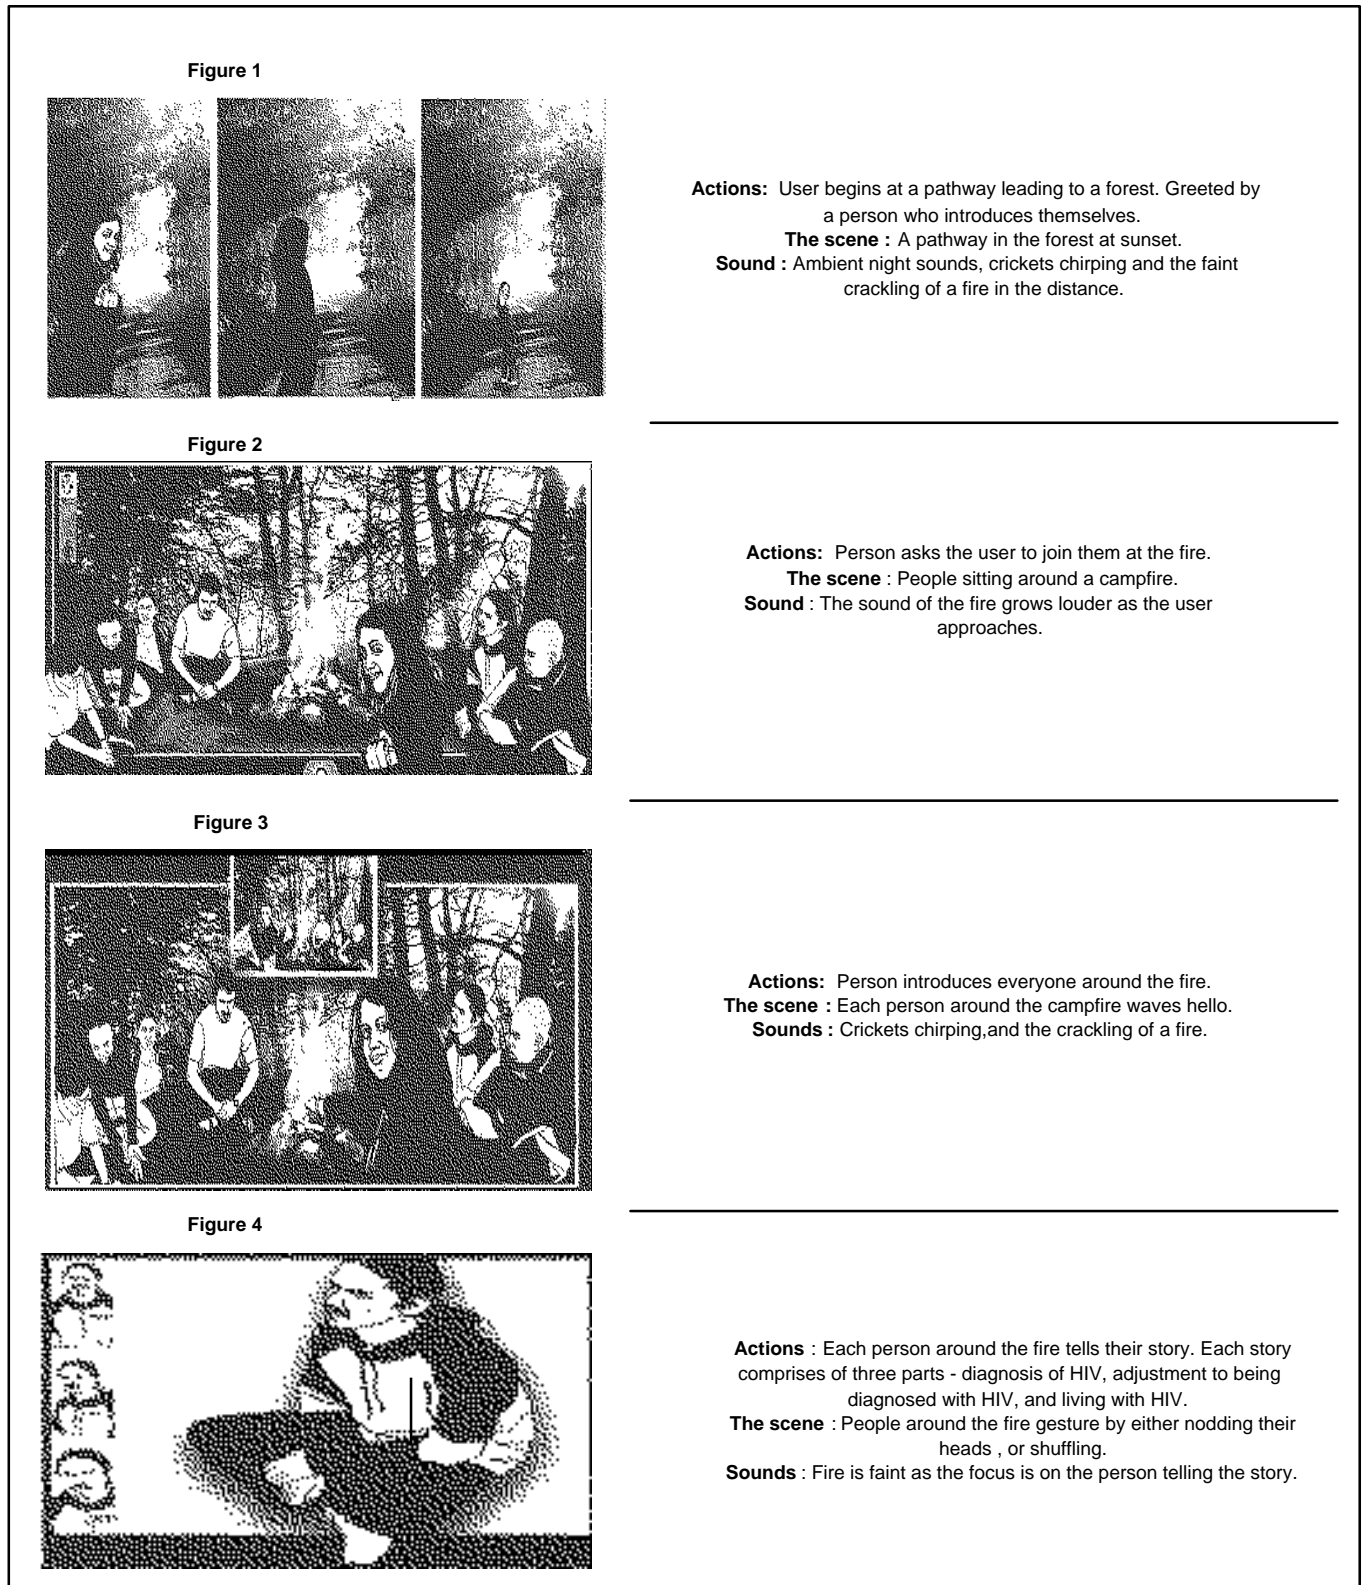 Figure 1
Actions: User begins at a pathway leading to a forest. Greeted by
a person who introduces themselves.
The scene : A pathway in the forest at sunset.
Sound : Ambient night sounds, crickets chirping and the faint
crackling of a fire in the distance.
Figure 2
Actions: Person asks the user to join them at the fire.
The scene : People sitting around a campfire.
Sound : The sound of the fire grows louder as the user
approaches.
Figure 3
Actions: Person introduces everyone around the fire.
The scene : Each person around the campfire waves hello.
Sounds : Crickets chirping,and the crackling of a fire.
Figure 4
Actions : Each person around the fire tells their story. Each story
comprises of three parts - diagnosis of HIV, adjustment to being
diagnosed with HIV, and living with HIV.
The scene : People around the fire gesture by either nodding their
heads , or shuffling.
Sounds : Fire is faint as the focus is on the person telling the story.